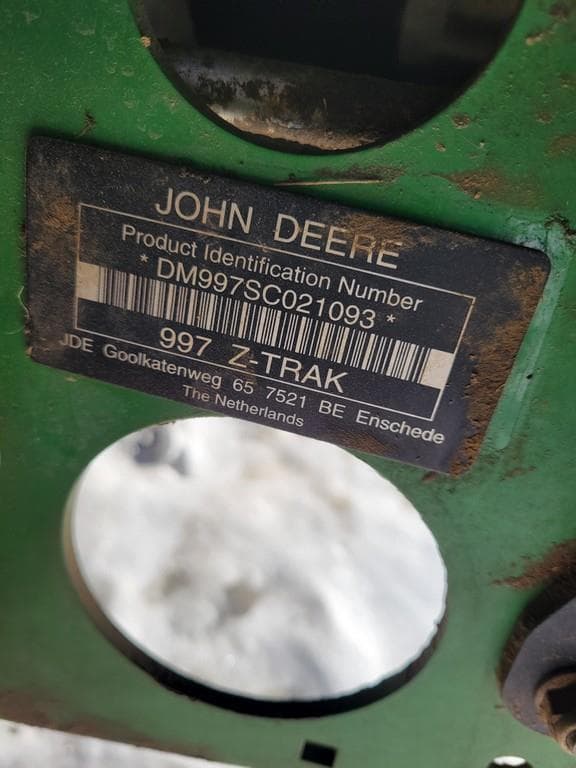 JOHN DEERE
Product Identification Number
* DM997SC021093 *
997 Z-TRAK
JDE Goolkatenweg 65 7521 BE Enschede
The Netherlands